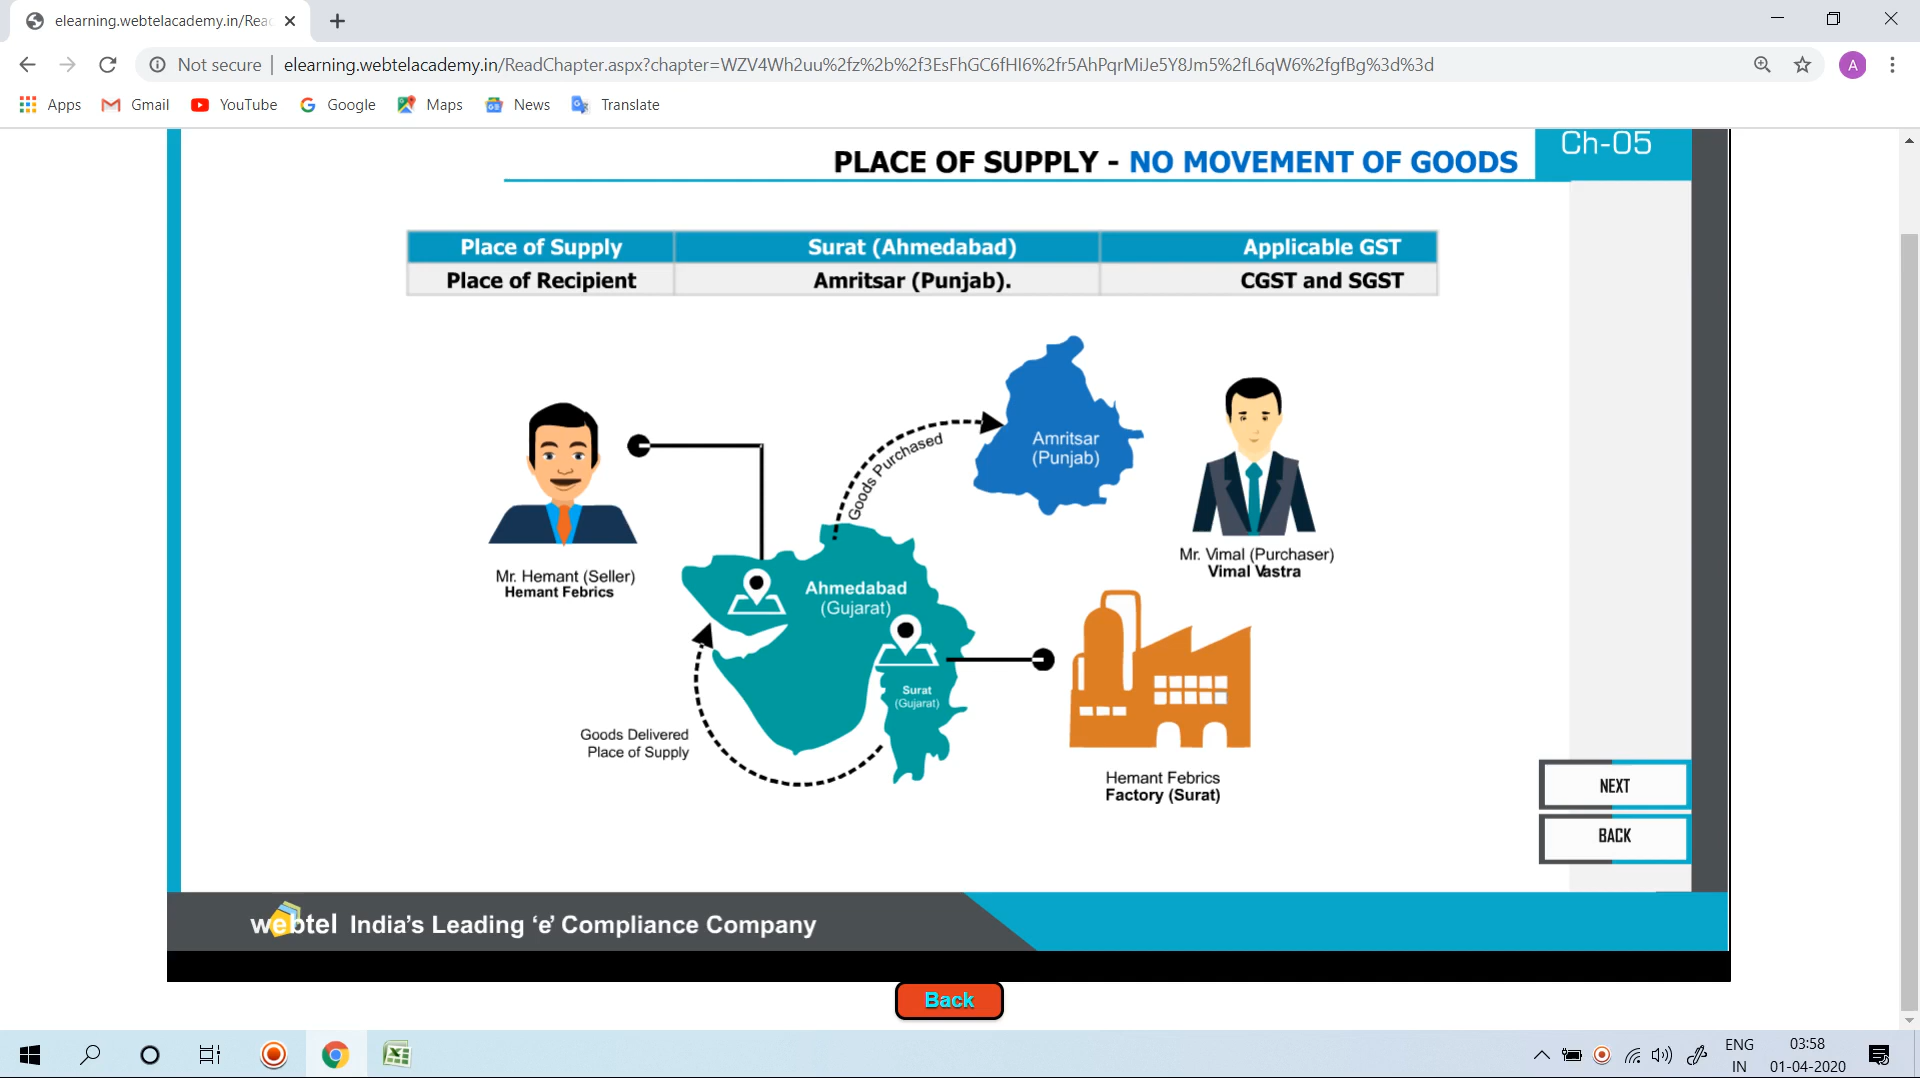 elearning.webtelacademy.in/Read
Not secure
elearning.webtelacademy.in/ReadChapter.aspx?chapter=WZV4Wh2uu%2fz%2b%2f3EsFhGC6fHI6%2fr5AhPqrMiJe5Y8Jm5%2fL6qW6%2fgfBg%3d%3d
A
Apps
Gmail
YouTube
Google
Maps
News
Translate
Ch-05
PLACE OF SUPPLY - NO MOVEMENT OF GOODS
Place of Supply
Surat (Ahmedabad)
Applicable GST
Place of Recipient
Amritsar (Punjab).
CGST and SGST
Goods Purchased
Amritsar
(Punjab)
Mr. Hemant (Seller)
Hemant Febrics
Mr. Vimal (Purchaser)
Vimal Vastra
Ahmedabad
(Gujarat)
Surat
(Gujarat)
Goods Delivered
Place of Supply
Hemant Febrics
Factory (Surat)
NEXT
BACK
webtel India's Leading ‘e’ Compliance Company
Back
ENG
IN
03:58
01-04-2020